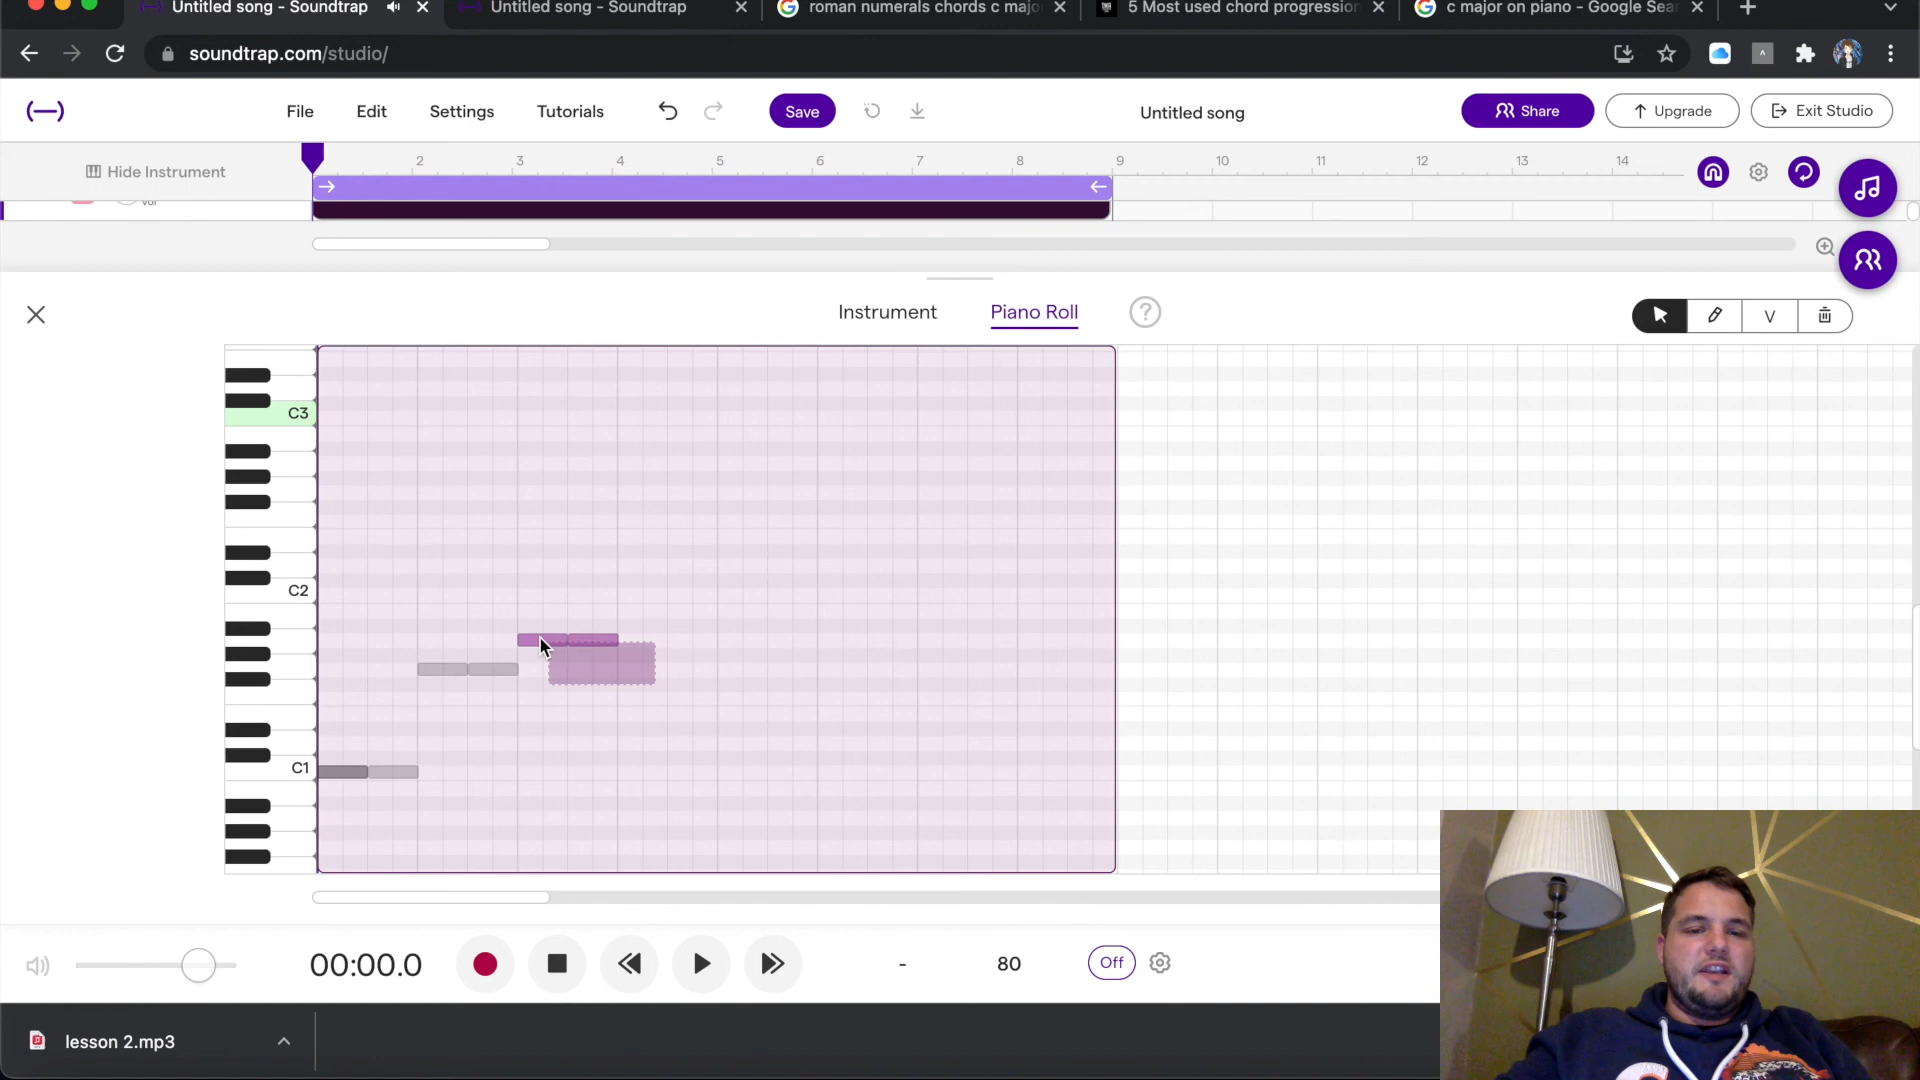 Untitled song - Soundtrap
Untitled song - Soundtrap
roman numerals chords c majo
5 Most used chord progression
c major on piano - Google Sea
soundtrap.com/studio/
File
Edit
Settings
Tutorials
Save
Untitled song
Share
Upgrade
Exit Studio
Hide Instrument
2 3 4 5 6 7 8 9 10 11 12 13 14
Vol
Instrument
Piano Roll
?
V
C3
C2
C1
00:00.0
-
80
Off
lesson 2.mp3